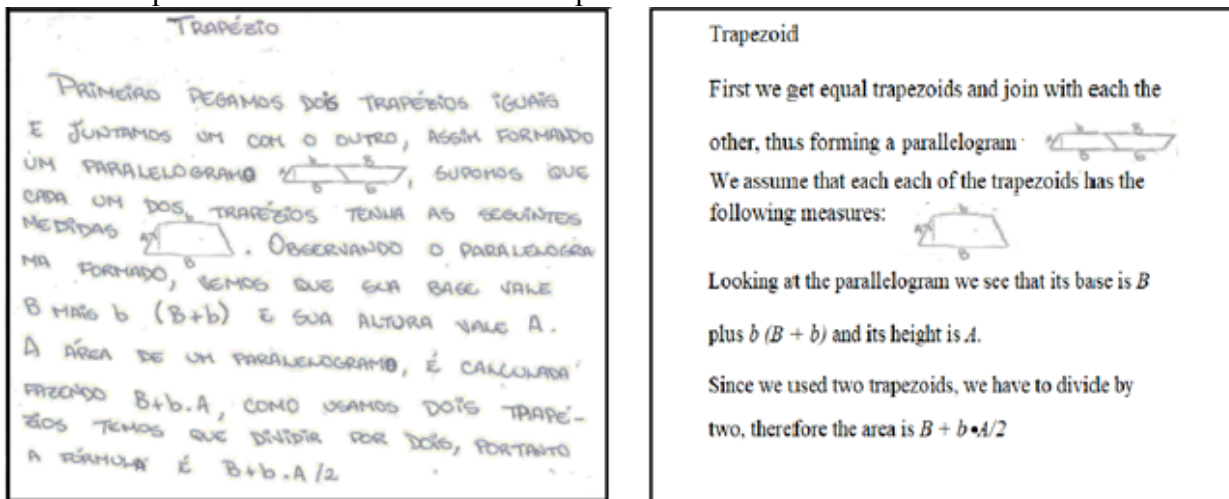 TRAPÉZIO
PRIMEIRO PEGAMOS DOIS TRAPÉZIOS IGUAIS
E JUNTAMOS UM COM O OUTRO, ASSIM FORMANDO
UM PARALELOGRAMO b B B b, SUPOMOS QUE
CADA UM DOS TRAPÉZIOS TENHA AS SEGUINTES
MEDIDAS A b B. OBSERVANDO O PARALELOGRA
MA FORMADO, VEMOS QUE SUA BASE VALE
B MAIS b (B+b) E SUA ALTURA VALE A.
A ÁREA DE UM PARALELOGRAMO, É CALCULADA
FAZENDO B+b.A, COMO USAMOS DOIS TRAPÉ-
ZIOS TEMOS QUE DIVIDIR POR DOIS, PORTANTO
A FÓRMULA É B+b.A/2
Trapezoid
First we get equal trapezoids and join with each the
other, thus forming a parallelogram b B B b
We assume that each each of the trapezoids has the
following measures: A b B
Looking at the parallelogram we see that its base is B
plus b (B + b) and its height is A.
Since we used two trapezoids, we have to divide by
two, therefore the area is B + b•A/2